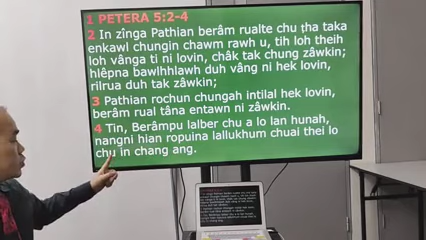 1 PETERA 5:2-4
2 In zînga Pathian berâm rualte chu ṭha taka
enkawl chungin chawm rawh u, tih loh theih
loh vânga ti ni lovin, châk tak chung zâwkin;
hlêpna bawlhhlawh duh vâng ni hek lovin,
rilrua duh tak zâwkin;
3 Pathian rochun chungah intilal hek lovin,
berâm rual tâna entawn ni zâwkin.
4 Tin, Berâmpu lalber chu a lo lan hunah,
nangni hian ropuina lallukhum chuai thei lo
chu in chang ang.